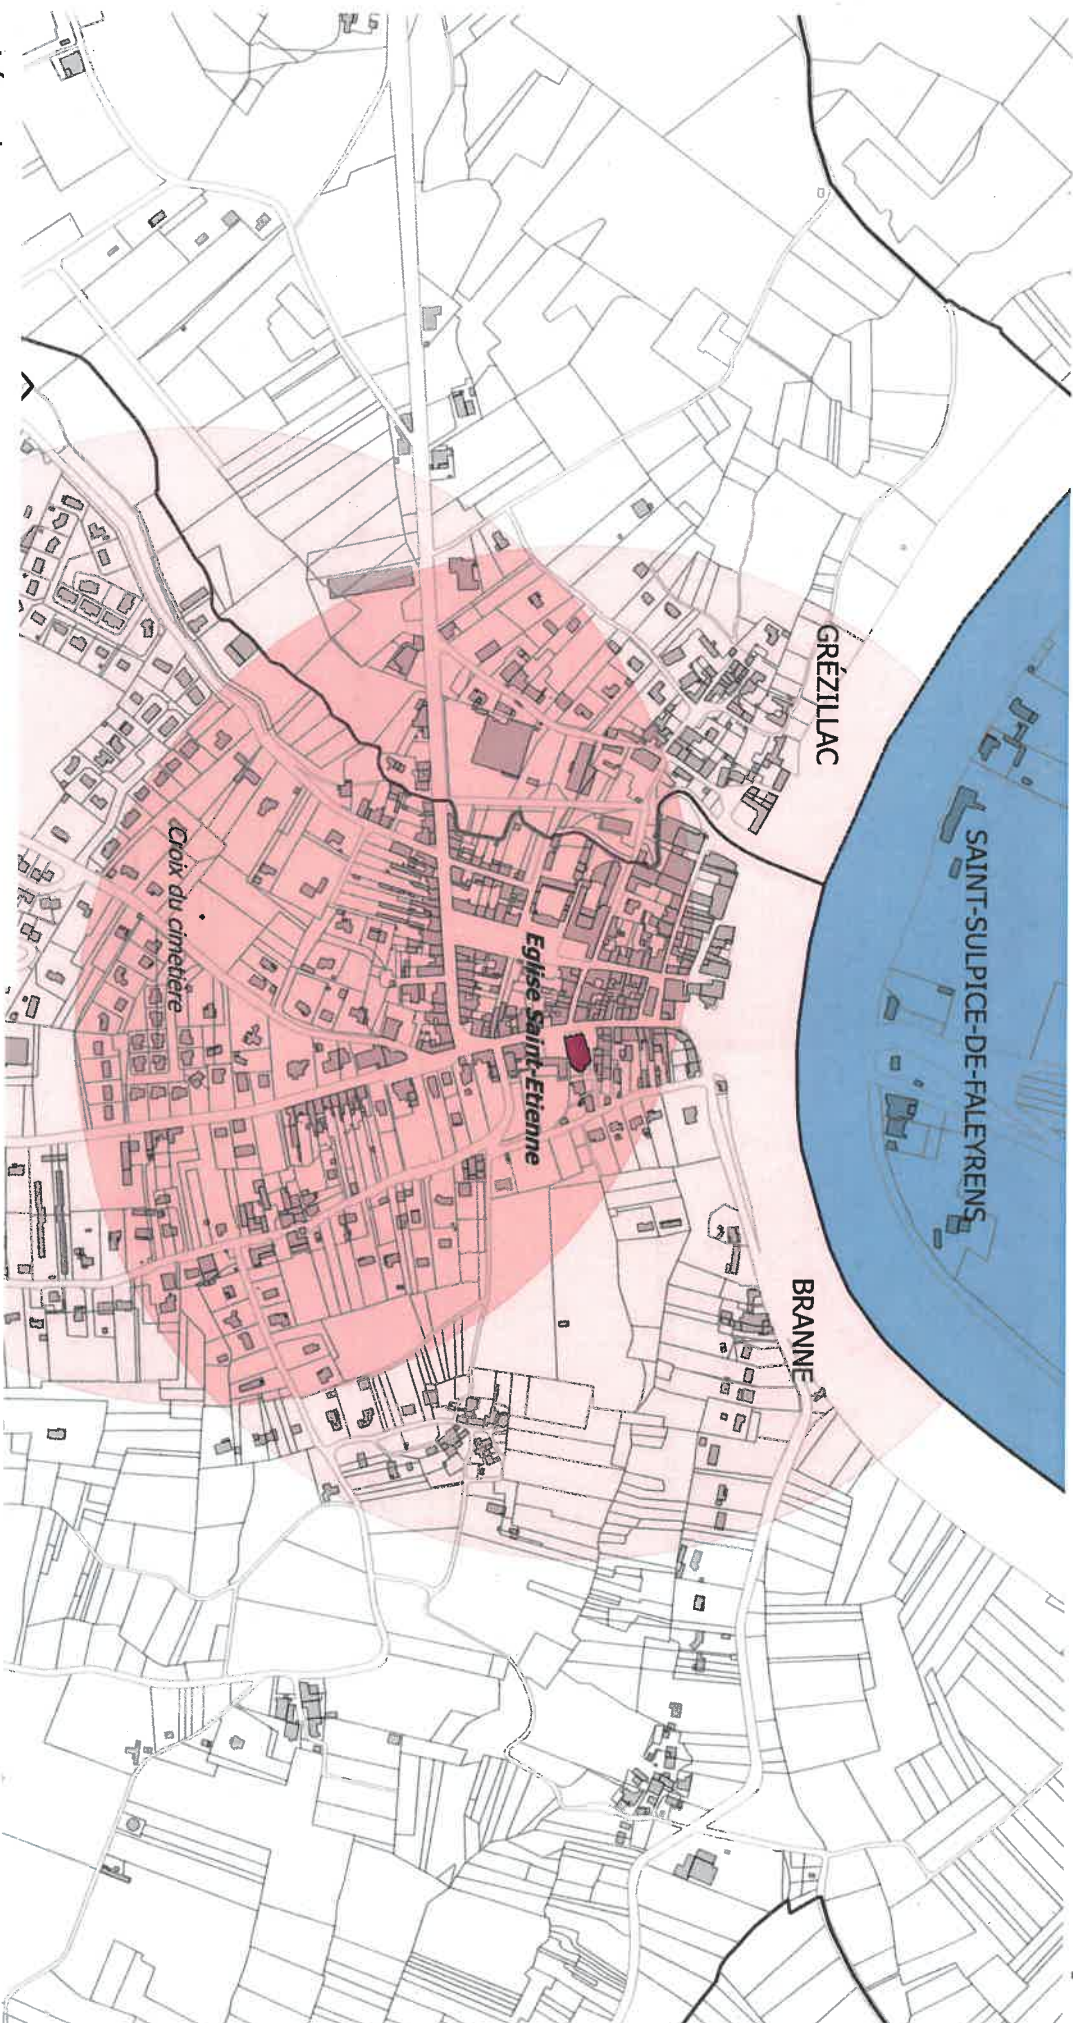 SAINT-SULPICE-DE-FALEYRENS
GRÉZILLAC
BRANNE
Eglise Saint-Etienne
Croix du cimetière